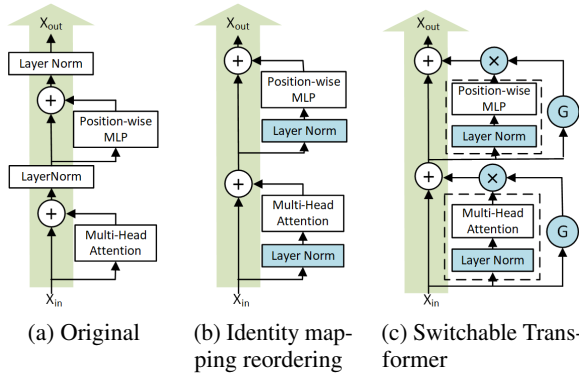 Xout
Layer Norm
+
Position-wise
MLP
LayerNorm
+
Multi-Head
Attention
Xin
(a) Original
Xout
+
Position-wise
MLP
Layer Norm
+
Multi-Head
Attention
Layer Norm
Xin
(b) Identity map-
ping reordering
Xout
+
×
Position-wise
MLP
G
Layer Norm
+
×
Multi-Head
Attention
G
Layer Norm
Xin
(c) Switchable Trans-
former